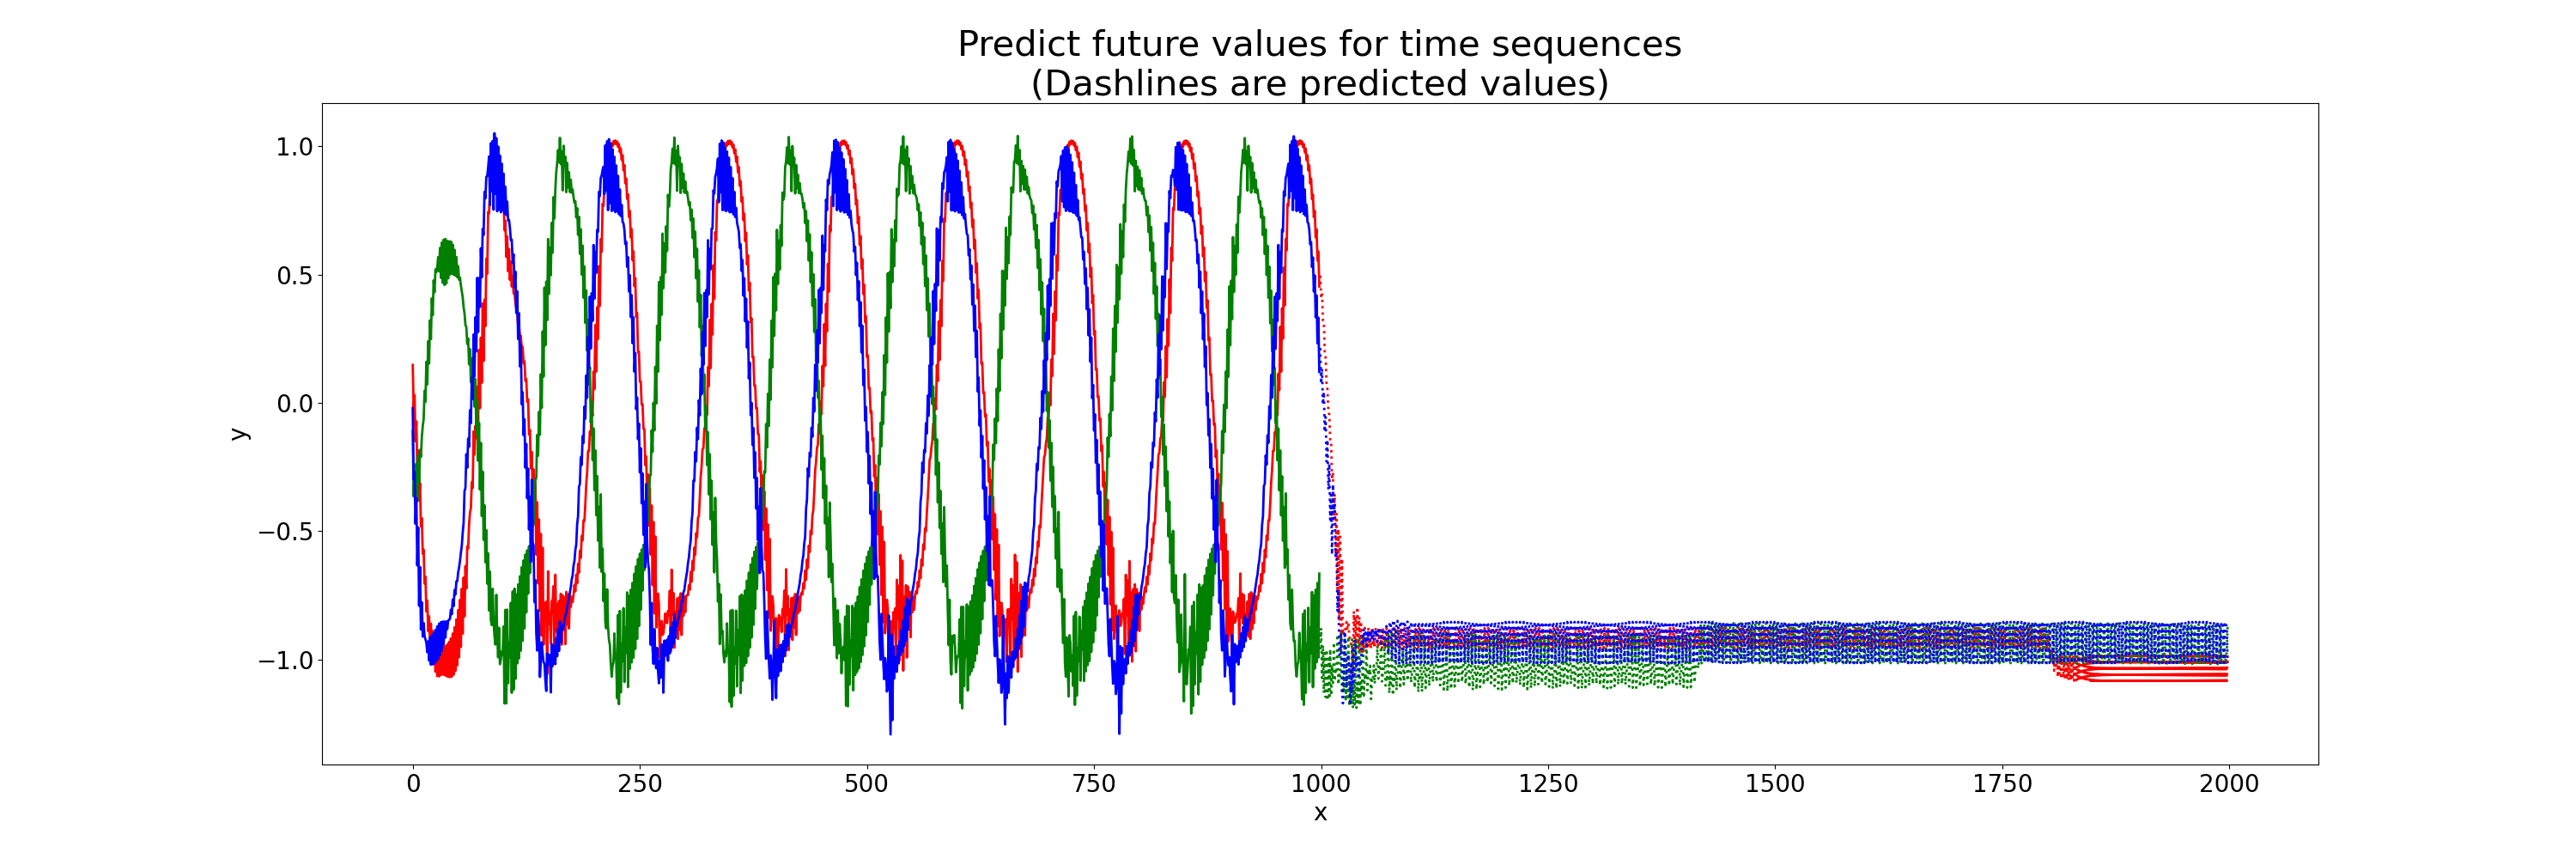 Predict future values for time sequences
(Dashlines are predicted values)
1.0
0.5
0.0
−0.5
−1.0
y
0 250 500 750 1000 1250 1500 1750 2000
x